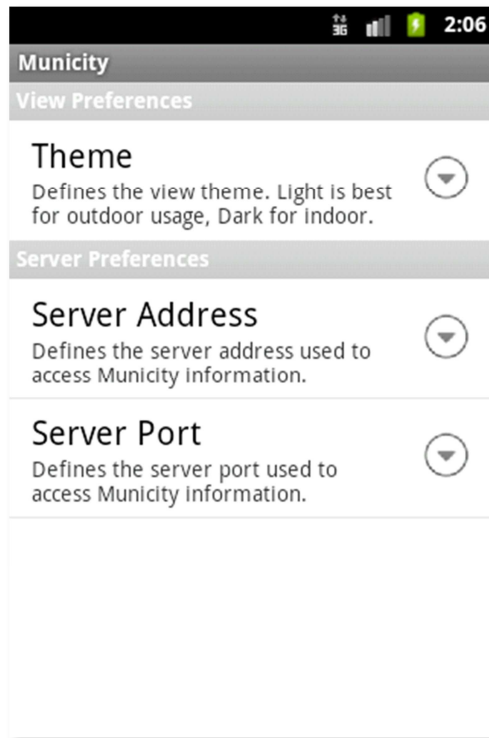 3G 2:06
Municity
View Preferences
Theme
Defines the view theme. Light is best
for outdoor usage, Dark for indoor.
Server Preferences
Server Address
Defines the server address used to
access Municity information.
Server Port
Defines the server port used to
access Municity information.